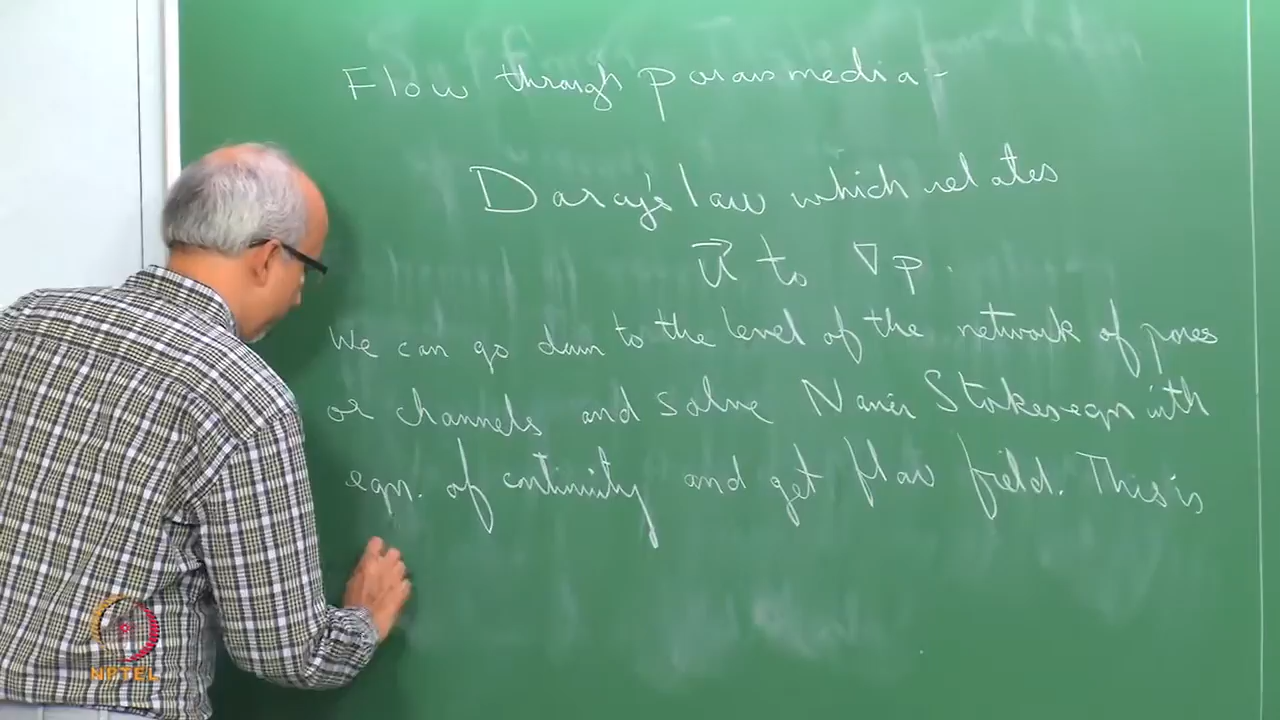 Flow through porous media :-
Darcy's law which relates
u⃗ to ∇p.
We can go down to the level of the network of pores
or channels and solve Navier Stokes eqn with
eqn. of continuity and get flow field. This is
NPTEL